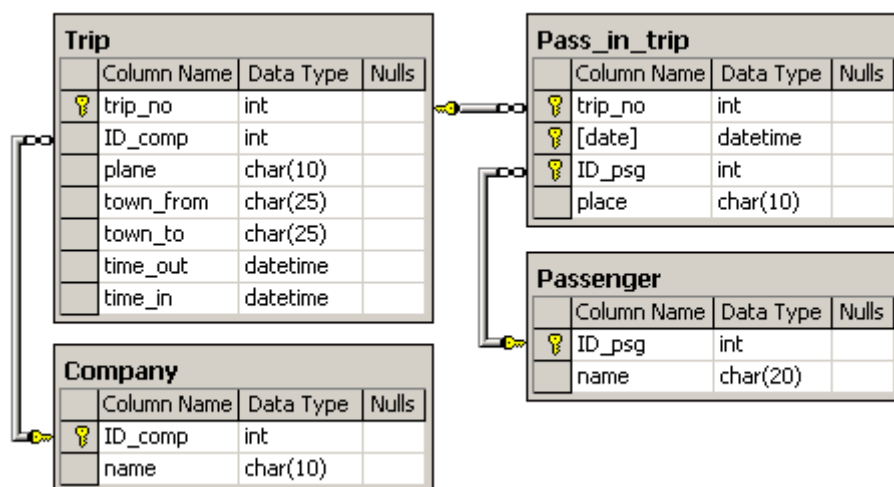 Trip
Column Name Data Type Nulls
trip_no int
ID_comp int
plane char(10)
town_from char(25)
town_to char(25)
time_out datetime
time_in datetime
Company
Column Name Data Type Nulls
ID_comp int
name char(10)
Pass_in_trip
Column Name Data Type Nulls
trip_no int
[date] datetime
ID_psg int
place char(10)
Passenger
Column Name Data Type Nulls
ID_psg int
name char(20)